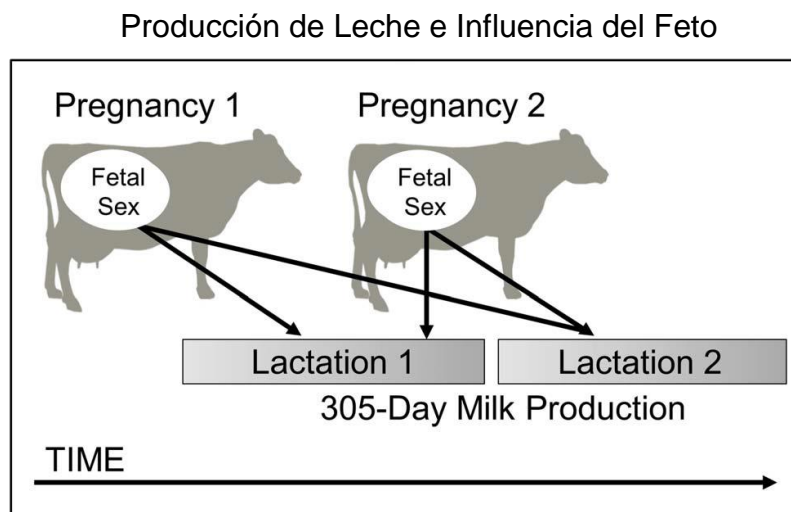 Producción de Leche e Influencia del Feto
Pregnancy 1
Pregnancy 2
Fetal
Sex
Fetal
Sex
Lactation 1
Lactation 2
305-Day Milk Production
TIME